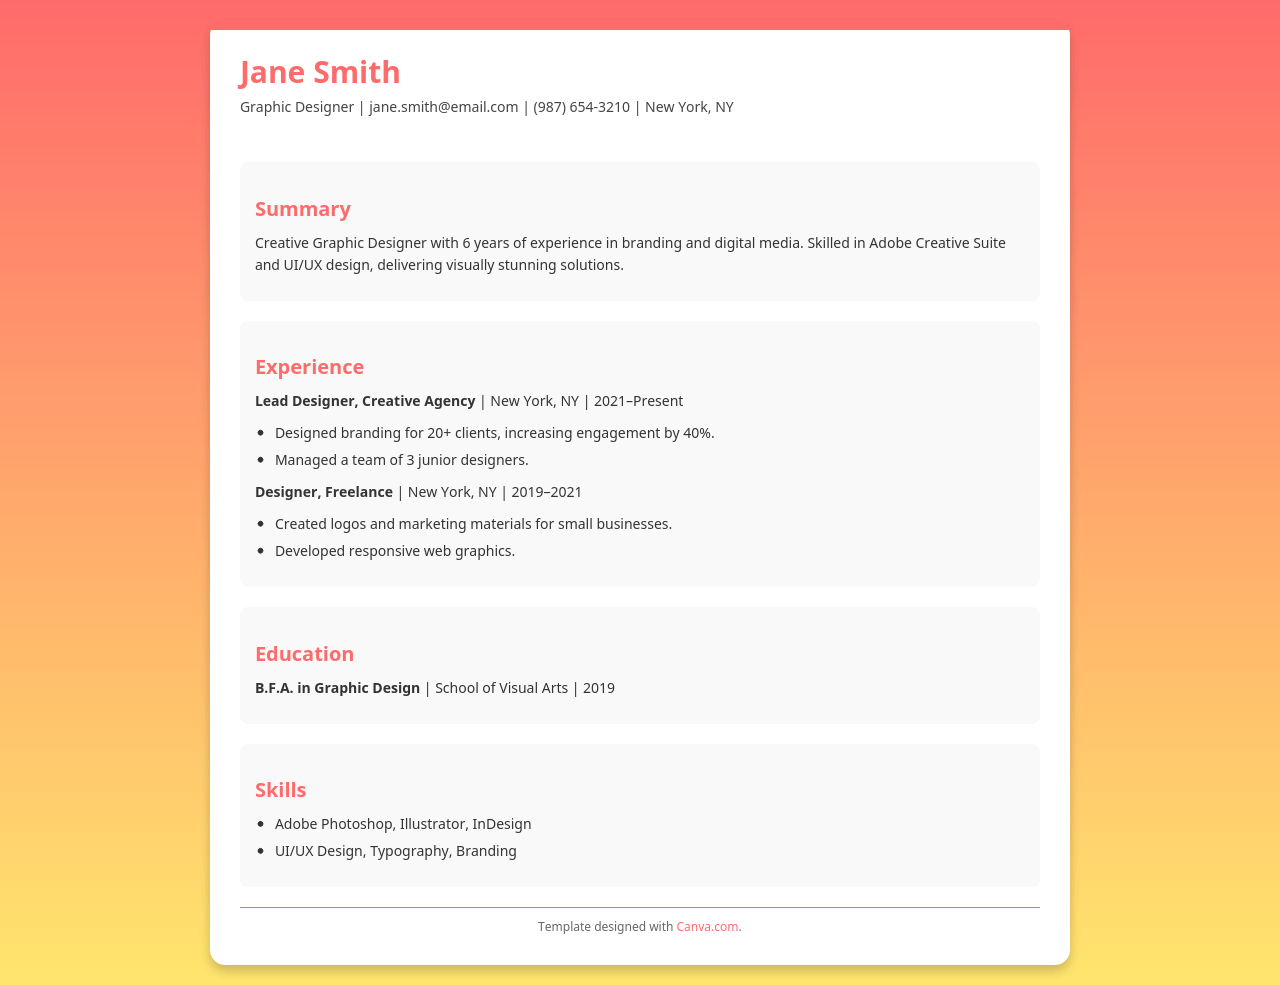 Jane Smith
Graphic Designer | jane.smith@email.com | (987) 654-3210 | New York, NY
Summary
Creative Graphic Designer with 6 years of experience in branding and digital media. Skilled in Adobe Creative Suite
and UI/UX design, delivering visually stunning solutions.
Experience
Lead Designer, Creative Agency | New York, NY | 2021–Present
• Designed branding for 20+ clients, increasing engagement by 40%.
• Managed a team of 3 junior designers.
Designer, Freelance | New York, NY | 2019–2021
• Created logos and marketing materials for small businesses.
• Developed responsive web graphics.
Education
B.F.A. in Graphic Design | School of Visual Arts | 2019
Skills
• Adobe Photoshop, Illustrator, InDesign
• UI/UX Design, Typography, Branding
Template designed with Canva.com.